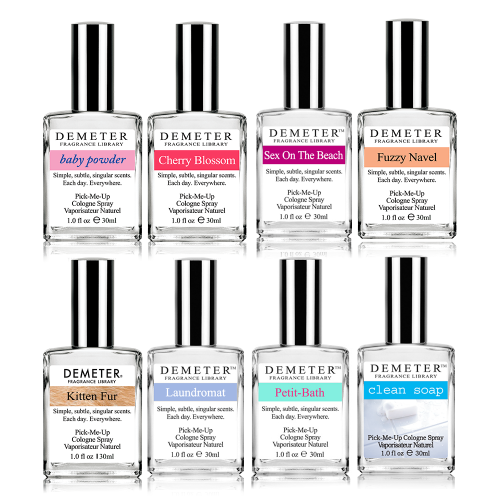 DEMETER
FRAGRANCE LIBRARY
baby powder
Simple, subtle, singular scents.
Each day. Everywhere.
Pick-Me-Up
Cologne Spray
Vaporisateur Naturel
1.0 fl oz ℮ 30ml
DEMETER
FRAGRANCE LIBRARY
Cherry Blossom
Simple, subtle, singular scents.
Each day. Everywhere.
Pick-Me-Up
Cologne Spray
Vaporisateur Naturel
1.0 fl oz ℮ 30ml
DEMETER™
FRAGRANCE LIBRARY
Sex On The Beach
Simple, subtle, singular scents.
Each day. Everywhere.
Pick-Me-Up
Cologne Spray
Vaporisateur Naturel
1.0 fl oz ℮ 30ml
DEMETER™
FRAGRANCE LIBRARY
Fuzzy Navel
Simple, subtle, singular scents.
Each day. Everywhere.
Pick-Me-Up
Cologne Spray
Vaporisateur Naturel
1.0 fl oz ℮ 30ml
DEMETER®
FRAGRANCE LIBRARY
Kitten Fur
Simple, subtle, singular scents.
Each day. Everywhere.
Pick-Me-Up
Cologne Spray
Vaporisateur Naturel
1.0 fl oz 30ml
DEMETER™
FRAGRANCE LIBRARY
Laundromat
Simple, subtle, singular scents.
Each day. Everywhere.
Pick-Me-Up
Cologne Spray
Vaporisateur Naturel
1.0 fl oz ℮ 30ml
DEMETER™
FRAGRANCE LIBRARY
Petit-Bath
Simple, subtle, singular scents.
Each day. Everywhere.
Pick-Me-Up
Cologne Spray
Vaporisateur Naturel
1.0 fl oz ℮ 30ml
DEMETER™
FRAGRANCE LIBRARY
clean soap
Pick-Me-Up Cologne Spray
Vaporisateur Naturel
1.0 fl oz ℮ 30ml